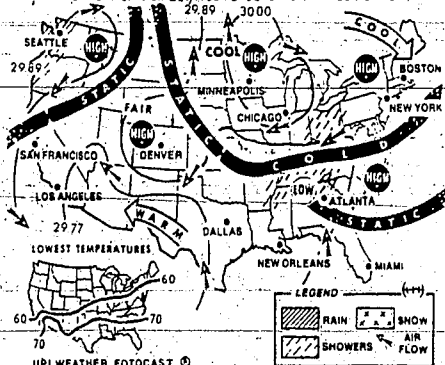 29.89 30.00
SEATTLE
HIGH
COOL
HIGH
COOL
HIGH
BOSTON
29.89
STATIC
STATIC
MINNEAPOLIS
NEW YORK
FAIR
CHICAGO
HIGH
SAN FRANCISCO
DENVER
COLD
HIGH
LOS ANGELES
LOW
ATLANTA
STATIC
29.77
WARM
DALLAS
LOWEST TEMPERATURES
NEW ORLEANS
MIAMI
60
60
70
70
LEGEND
RAIN
SNOW
SHOWERS
AIR FLOW
UPI WEATHER FOTOCAST